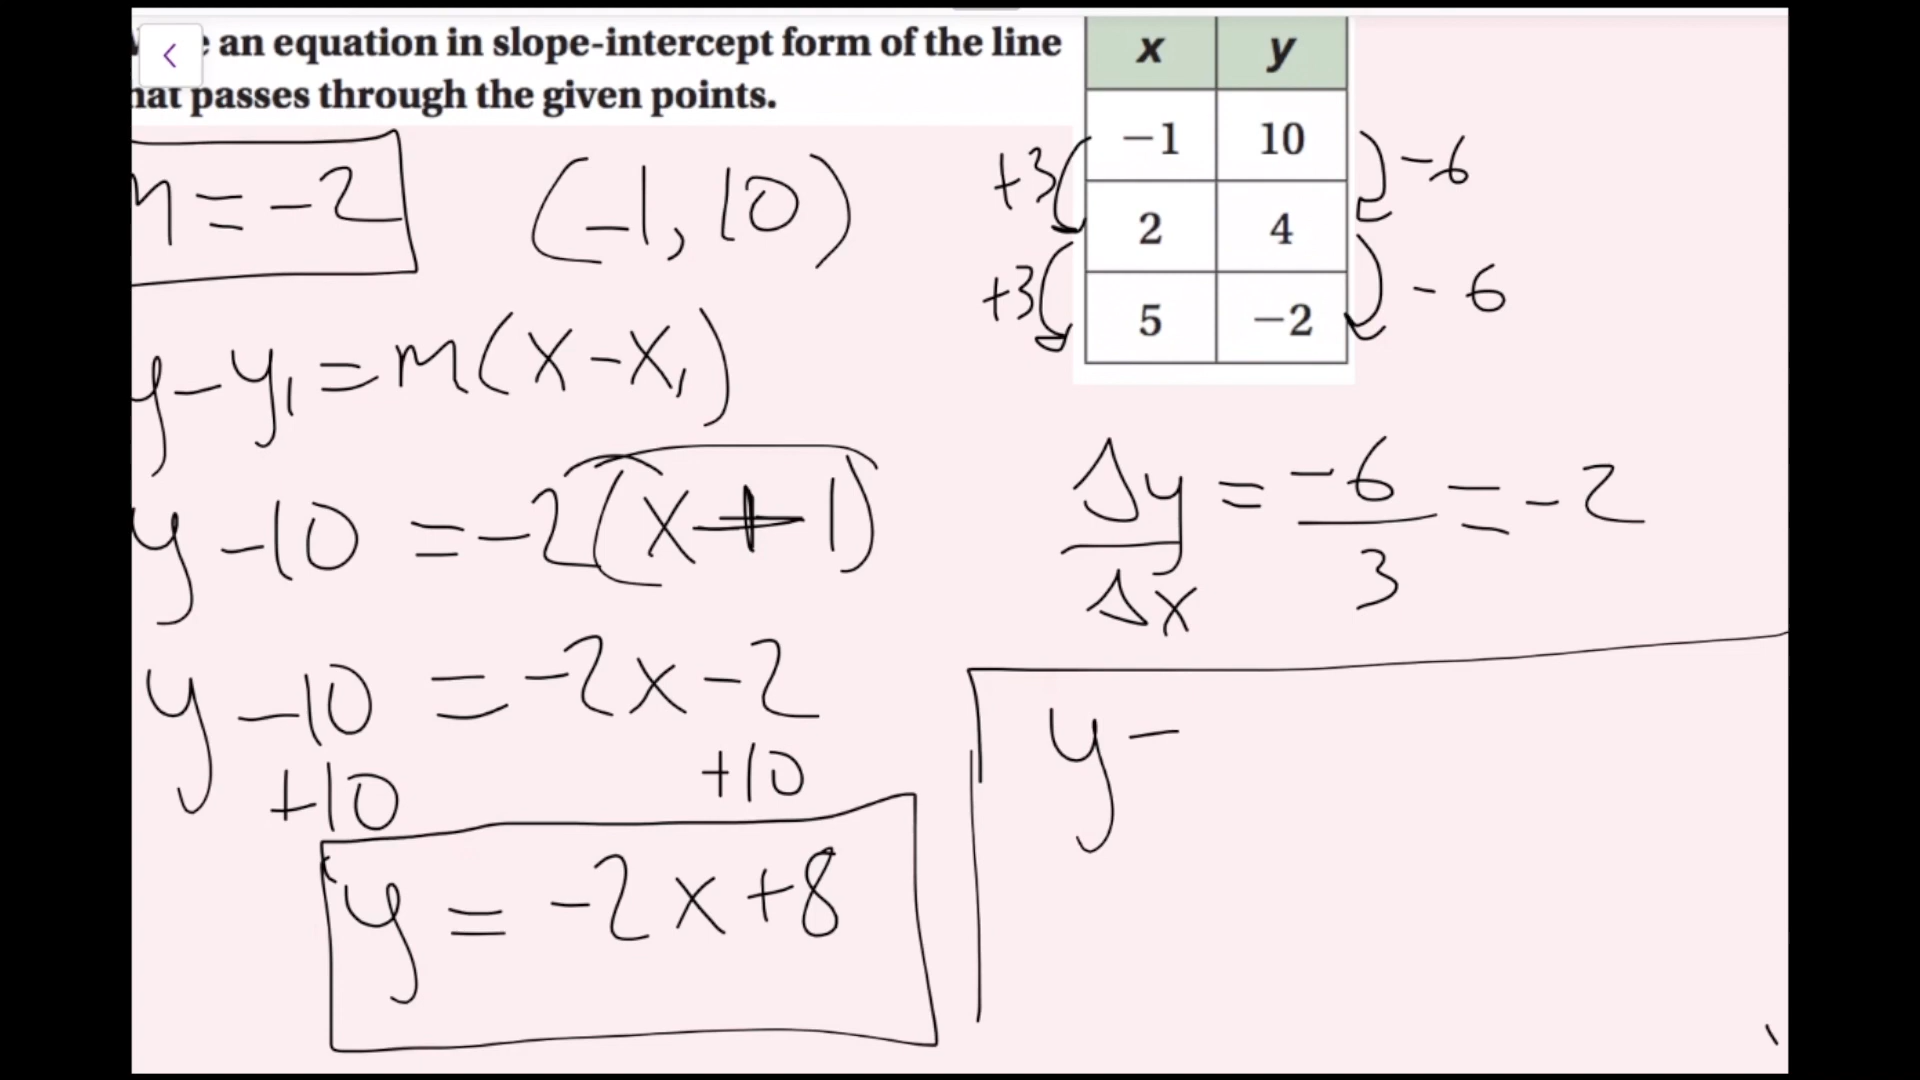 an equation in slope-intercept form of the line
hat passes through the given points.
x y
−1 10
2 4
5 −2
+3 −6
+3 −6
m = −2 (−1, 10)
y − y₁ = m(x − x₁)
y − 10 = −2(x + 1)
y − 10 = −2x − 2
+10 +10
y = −2x + 8
Δy/Δx = −6/3 = −2
y −